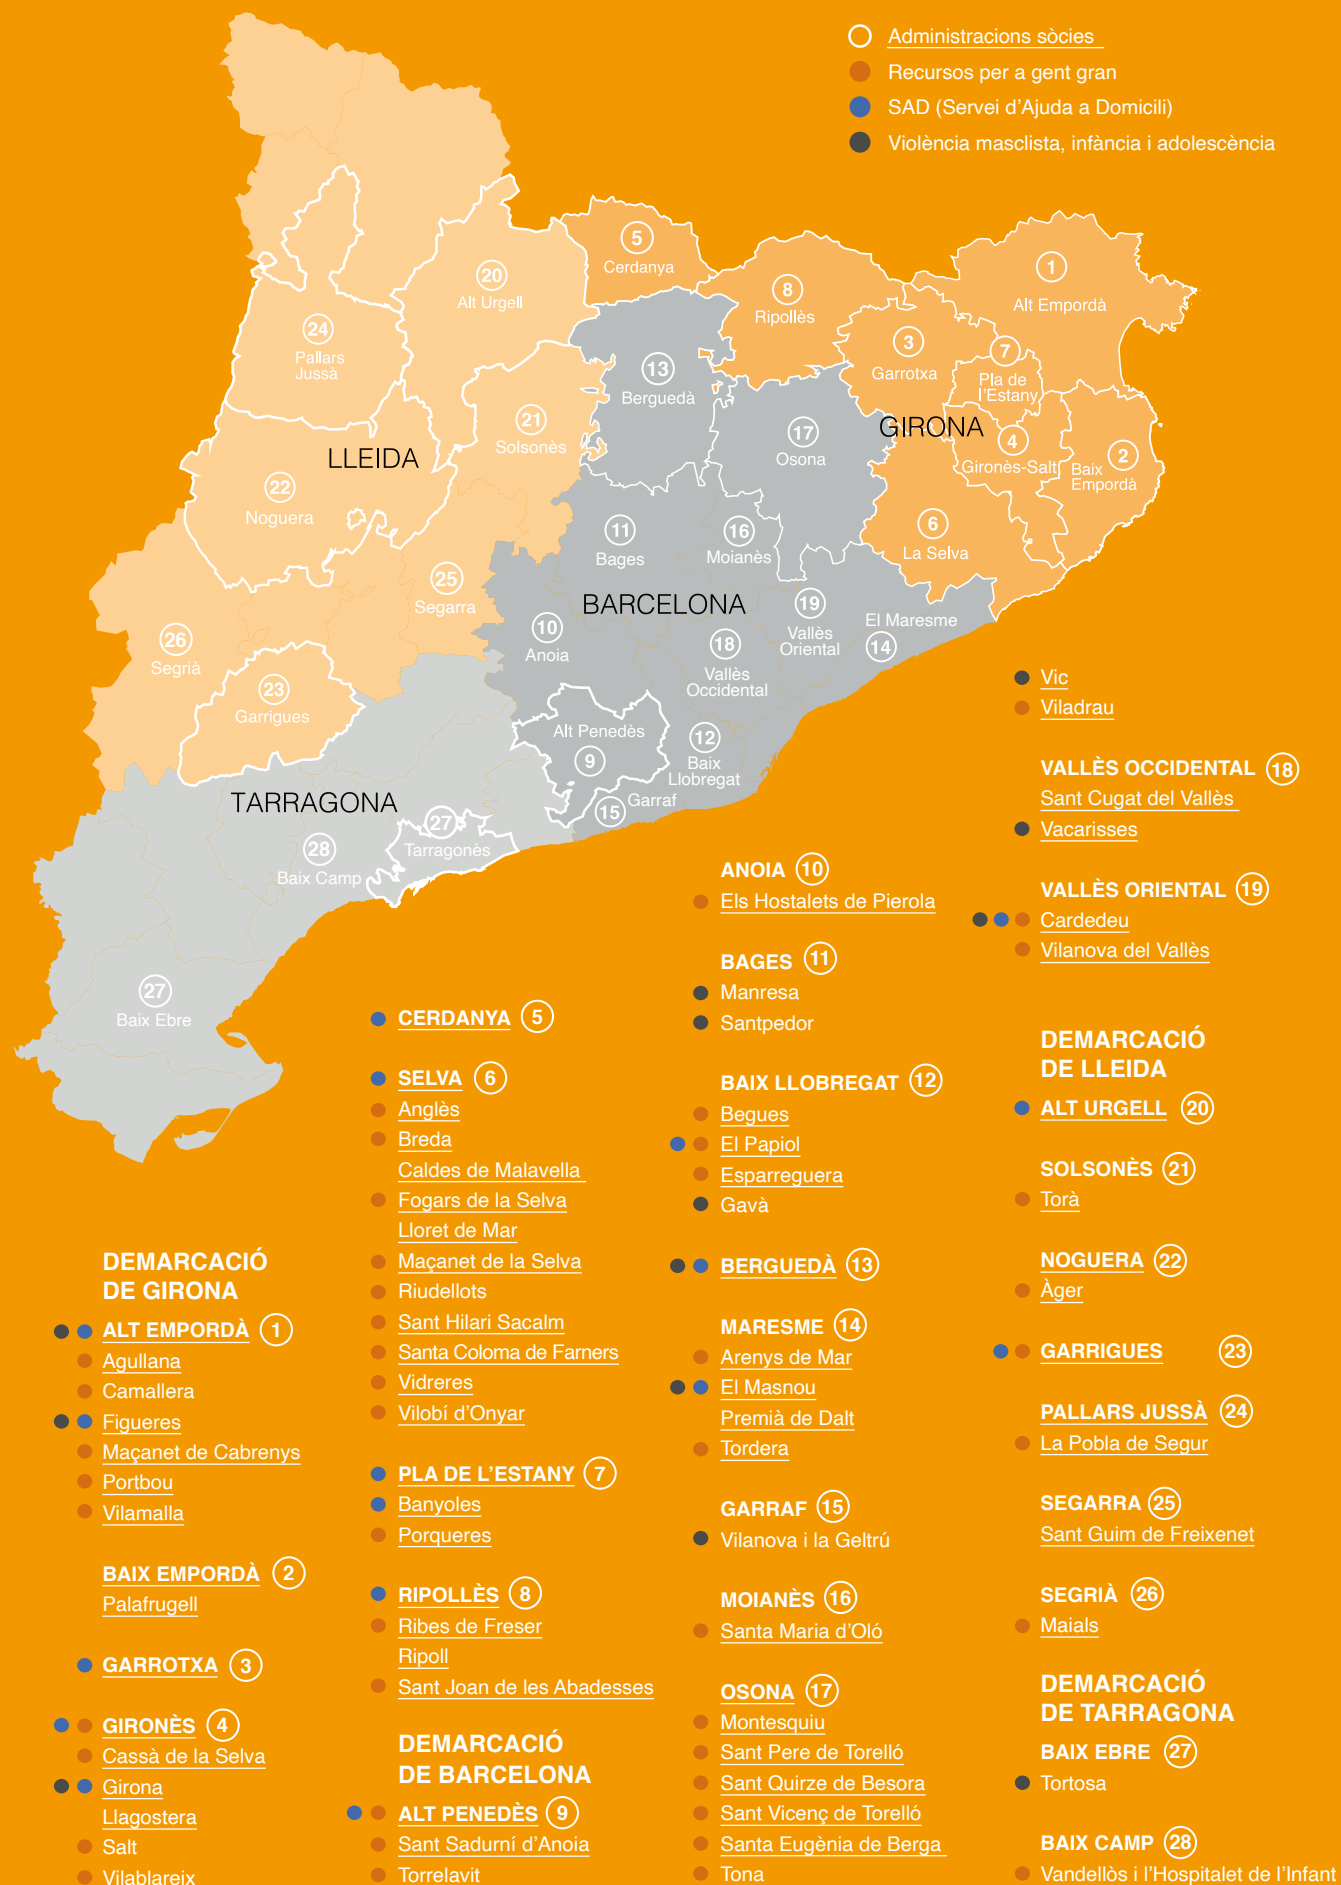 Administracions sòcies
Recursos per a gent gran
SAD (Servei d'Ajuda a Domicili)
Violència masclista, infància i adolescència
5
Cerdanya
20
Alt Urgell
8
Ripollès
1
Alt Empordà
24
Pallars
Jussà
3
Garrotxa
7
Pla de
l'Estany
13
Berguedà
21
Solsonès
17
Osona
GIRONA
4
Gironès-Salt
2
Baix
Empordà
LLEIDA
22
Noguera
11
Bages
16
Moianès
6
La Selva
25
Segarra
BARCELONA
10
Anoia
19
Vallès
Oriental
El Maresme
14
26
Segrià
18
Vallès
Occidental
23
Garrigues
Alt Penedès
9
12
Baix
Llobregat
15
Garraf
TARRAGONA
27
Tarragonès
28
Baix Camp
27
Baix Ebre
DEMARCACIÓ
DE GIRONA
ALT EMPORDÀ 1
Agullana
Camallera
Figueres
Maçanet de Cabrenys
Portbou
Vilamalla
BAIX EMPORDÀ 2
Palafrugell
GARROTXA 3
GIRONÈS 4
Cassà de la Selva
Girona
Llagostera
Salt
Vilablareix
CERDANYA 5
SELVA 6
Anglès
Breda
Caldes de Malavella
Fogars de la Selva
Lloret de Mar
Maçanet de la Selva
Riudellots
Sant Hilari Sacalm
Santa Coloma de Farners
Vidreres
Vilobí d'Onyar
PLA DE L'ESTANY 7
Banyoles
Porqueres
RIPOLLÈS 8
Ribes de Freser
Ripoll
Sant Joan de les Abadesses
DEMARCACIÓ
DE BARCELONA
ALT PENEDÈS 9
Sant Sadurní d'Anoia
Torrelavit
ANOIA 10
Els Hostalets de Pierola
BAGES 11
Manresa
Santpedor
BAIX LLOBREGAT 12
Begues
El Papiol
Esparreguera
Gavà
BERGUEDÀ 13
MARESME 14
Arenys de Mar
El Masnou
Premià de Dalt
Tordera
GARRAF 15
Vilanova i la Geltrú
MOIANÈS 16
Santa Maria d'Oló
OSONA 17
Montesquiu
Sant Pere de Torelló
Sant Quirze de Besora
Sant Vicenç de Torelló
Santa Eugènia de Berga
Tona
Vic
Viladrau
VALLÈS OCCIDENTAL 18
Sant Cugat del Vallès
Vacarisses
VALLÈS ORIENTAL 19
Cardedeu
Vilanova del Vallès
DEMARCACIÓ
DE LLEIDA
ALT URGELL 20
SOLSONÈS 21
Torà
NOGUERA 22
Àger
GARRIGUES 23
PALLARS JUSSÀ 24
La Pobla de Segur
SEGARRA 25
Sant Guim de Freixenet
SEGRIÀ 26
Maials
DEMARCACIÓ
DE TARRAGONA
BAIX EBRE 27
Tortosa
BAIX CAMP 28
Vandellòs i l'Hospitalet de l'Infant